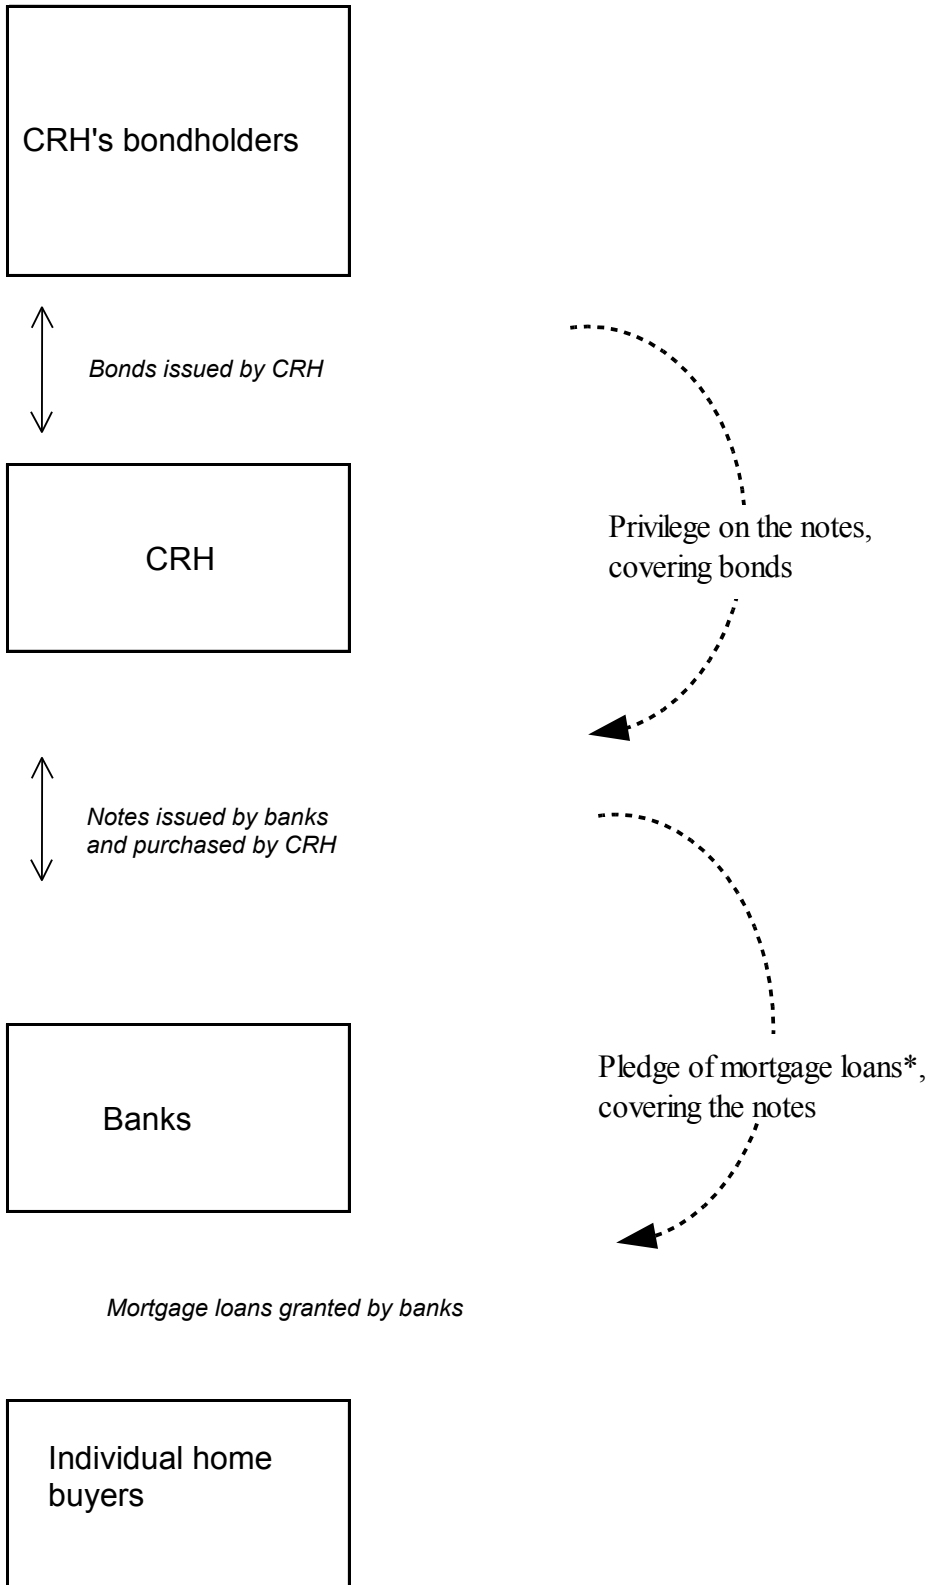 CRH's bondholders
Bonds issued by CRH
CRH
Privilege on the notes,
covering bonds
Notes issued by banks
and purchased by CRH
Banks
Pledge of mortgage loans*,
covering the notes
Mortgage loans granted by banks
Individual home
buyers